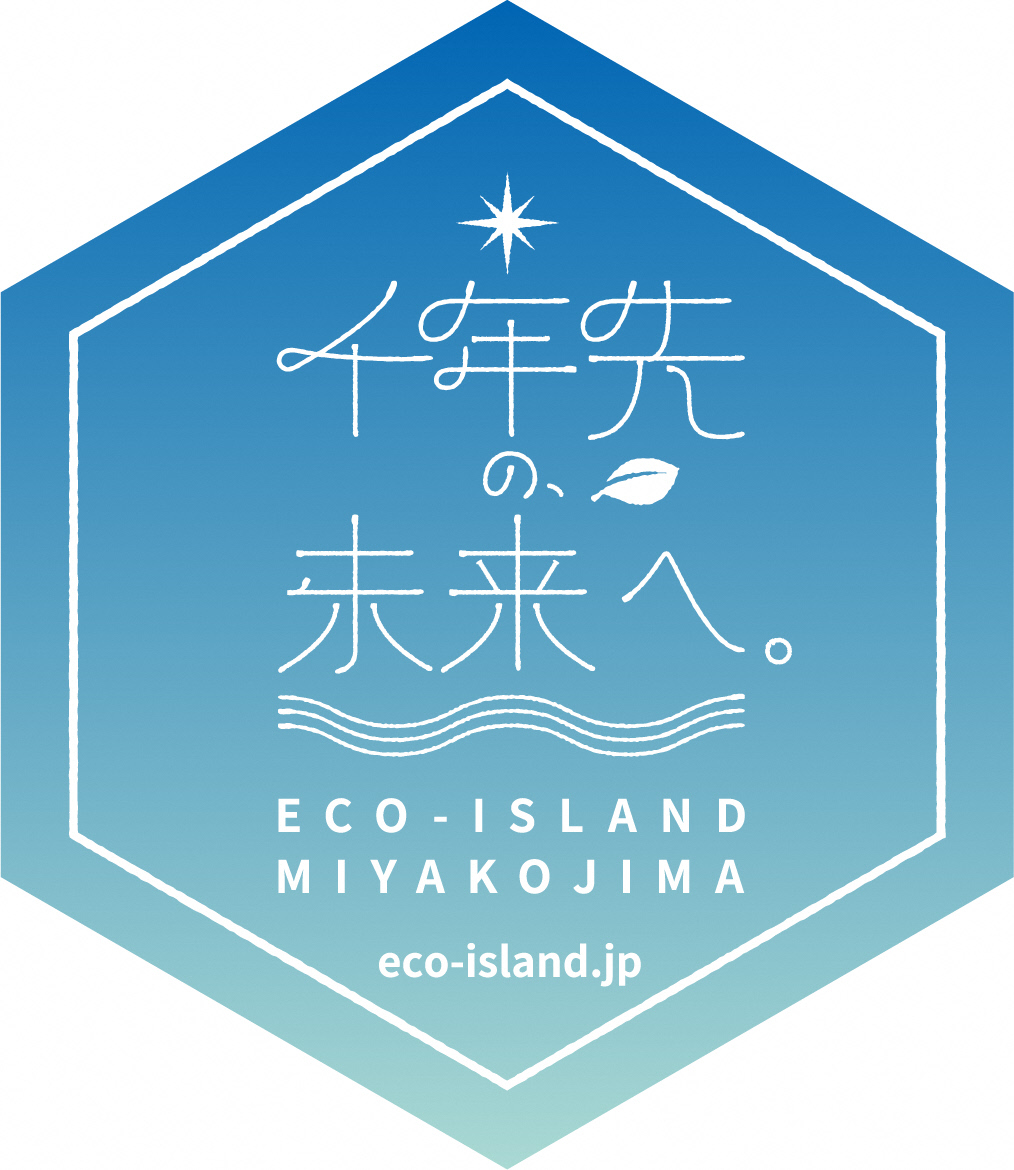 千年先
の、
未来へ。
ECO-ISLAND
MIYAKOJIMA
eco-island.jp